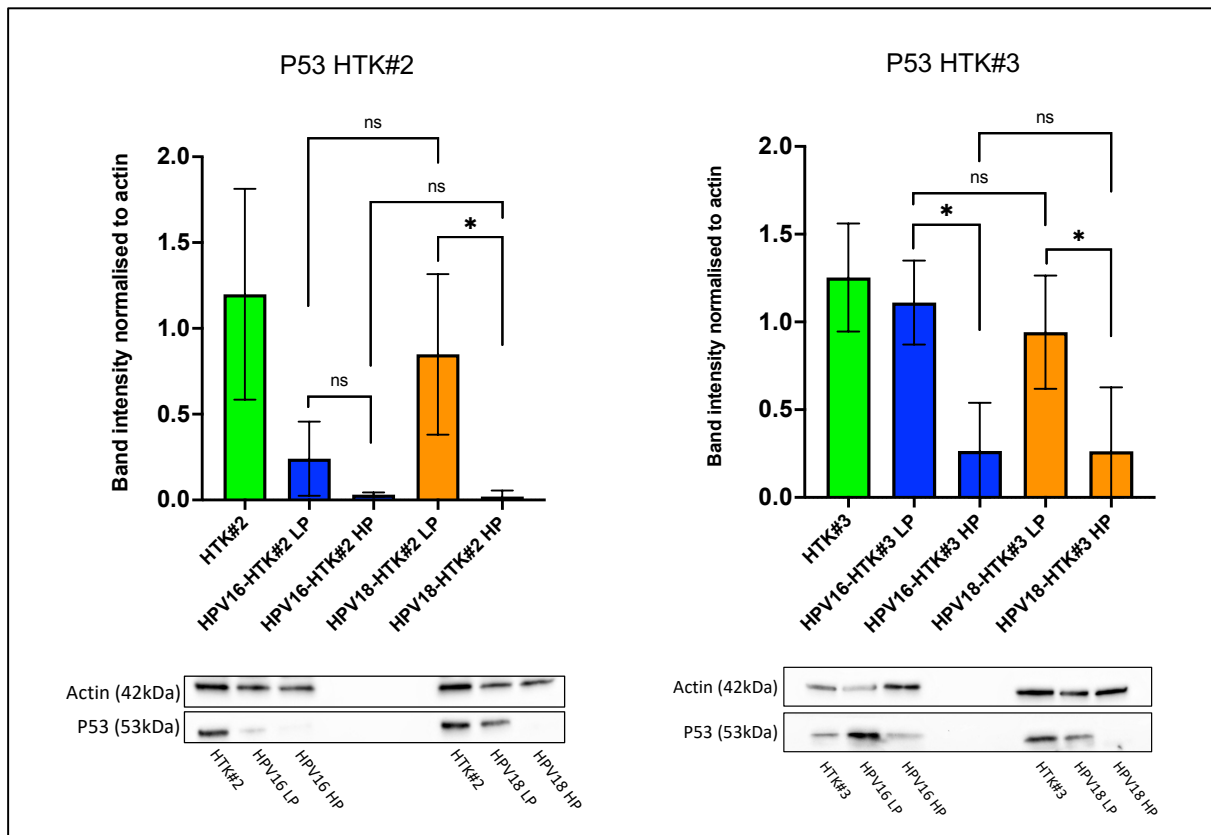 P53 HTK#2
ns
ns
*
ns
Band intensity normalised to actin
2.0
1.5
1.0
0.5
0.0
HTK#2
HPV16-HTK#2 LP
HPV16-HTK#2 HP
HPV18-HTK#2 LP
HPV18-HTK#2 HP
Actin (42kDa)
P53 (53kDa)
HTK#2
HPV16 LP
HPV16 HP
HTK#2
HPV18 LP
HPV18 HP
P53 HTK#3
ns
ns
*
*
Band intensity normalised to actin
2.0
1.5
1.0
0.5
0.0
HTK#3
HPV16-HTK#3 LP
HPV16-HTK#3 HP
HPV18-HTK#3 LP
HPV18-HTK#3 HP
Actin (42kDa)
P53 (53kDa)
HTK#3
HPV16 LP
HPV16 HP
HTK#3
HPV18 LP
HPV18 HP